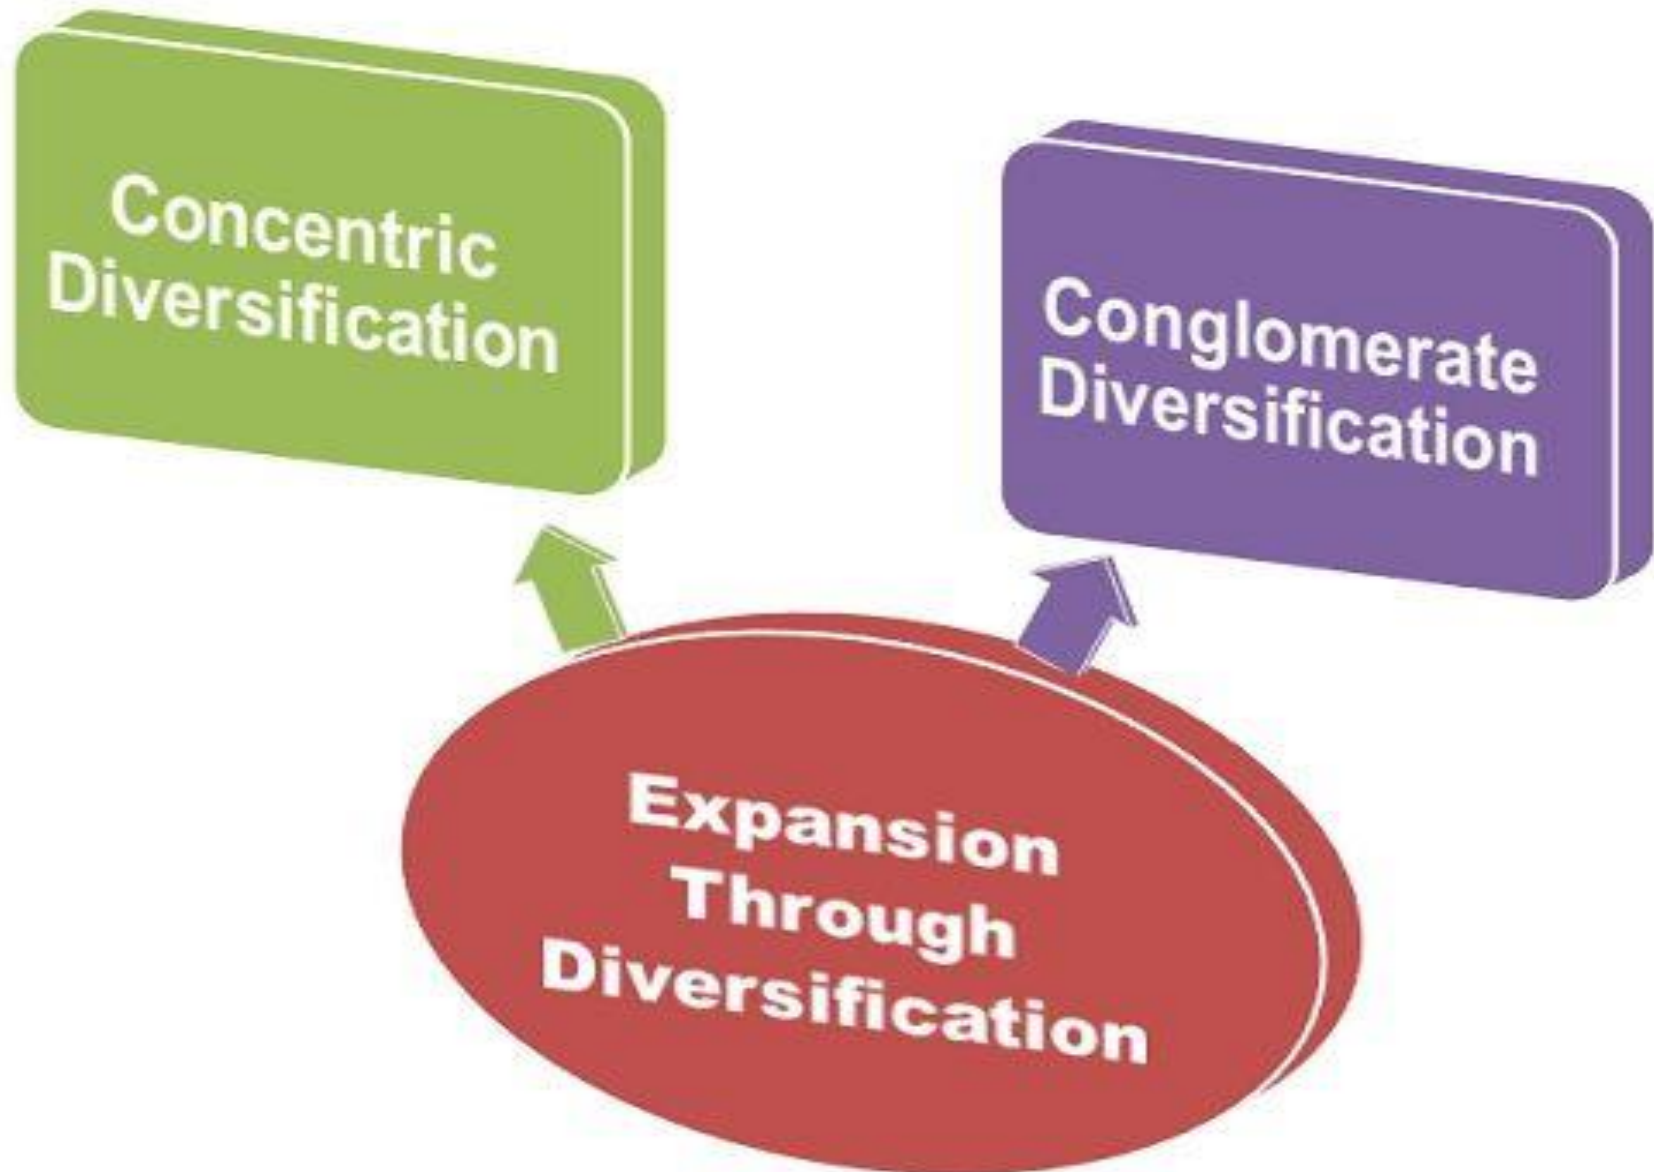 Concentric
Diversification
Conglomerate
Diversification
Expansion
Through
Diversification